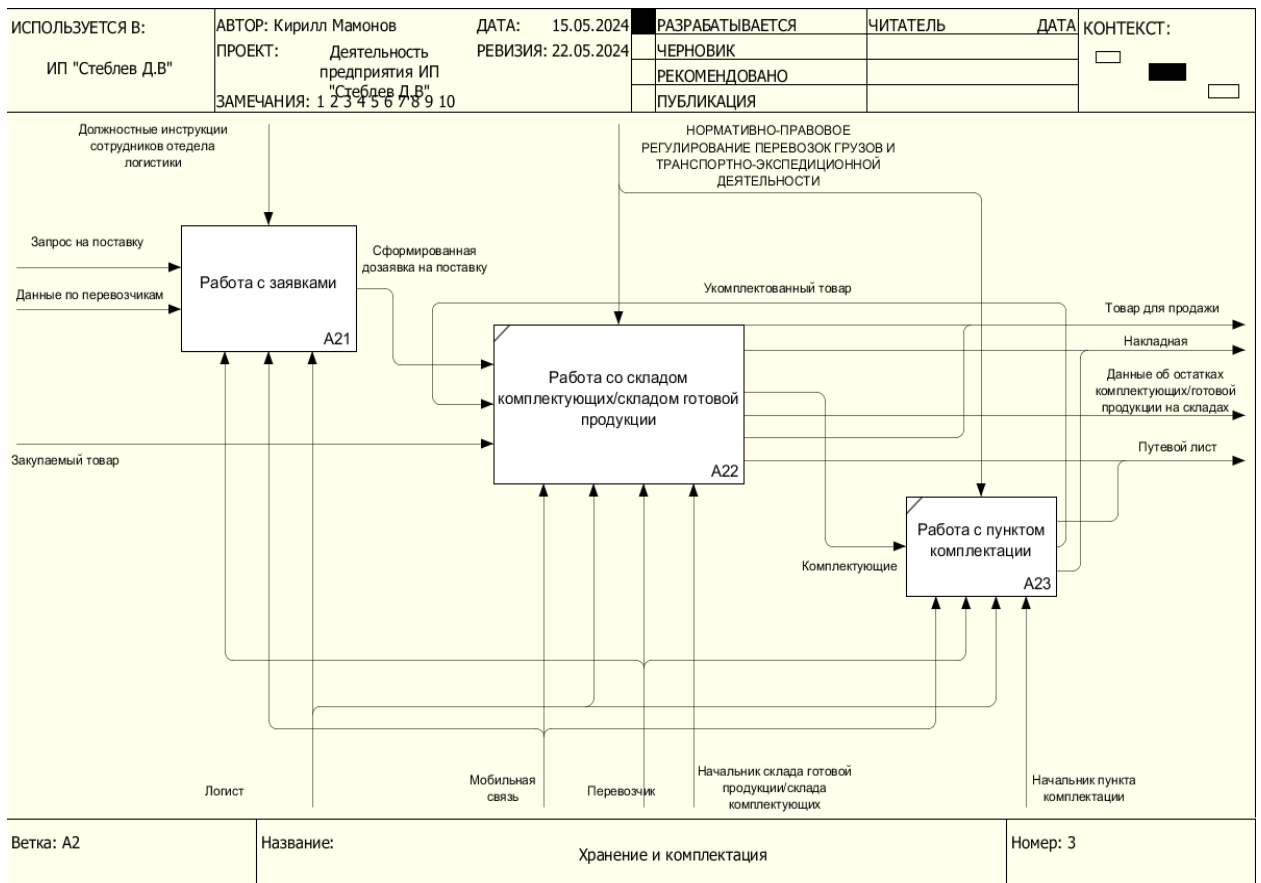 ИСПОЛЬЗУЕТСЯ В:
ИП "Стеблев Д.В"
АВТОР: Кирилл Мамонов
ДАТА: 15.05.2024
ПРОЕКТ: Деятельность
предприятия ИП
"Стеблев Д.В"
РЕВИЗИЯ: 22.05.2024
ЗАМЕЧАНИЯ: 1 2 3 4 5 6 7 8 9 10
РАЗРАБАТЫВАЕТСЯ
ЧЕРНОВИК
РЕКОМЕНДОВАНО
ПУБЛИКАЦИЯ
ЧИТАТЕЛЬ
ДАТА
КОНТЕКСТ:
Должностные инструкции
сотрудников отедела
логистики
НОРМАТИВНО-ПРАВОВОЕ
РЕГУЛИРОВАНИЕ ПЕРЕВОЗОК ГРУЗОВ И
ТРАНСПОРТНО-ЭКСПЕДИЦИОННОЙ
ДЕЯТЕЛЬНОСТИ
Запрос на поставку
Данные по перевозчикам
Работа с заявками
A21
Сформированная
дозаявка на поставку
Укомплектованный товар
Товар для продажи
Накладная
Данные об остатках
комплектующих/готовой
продукции на складах
Путевой лист
Работа со складом
комплектующих/складом готовой
продукции
A22
Закупаемый товар
Комплектующие
Работа с пунктом
комплектации
A23
Логист
Мобильная
связь
Перевозчик
Начальник склада готовой
продукции/склада
комплектующих
Начальник пункта
комплектации
Ветка: A2
Название:
Хранение и комплектация
Номер: 3